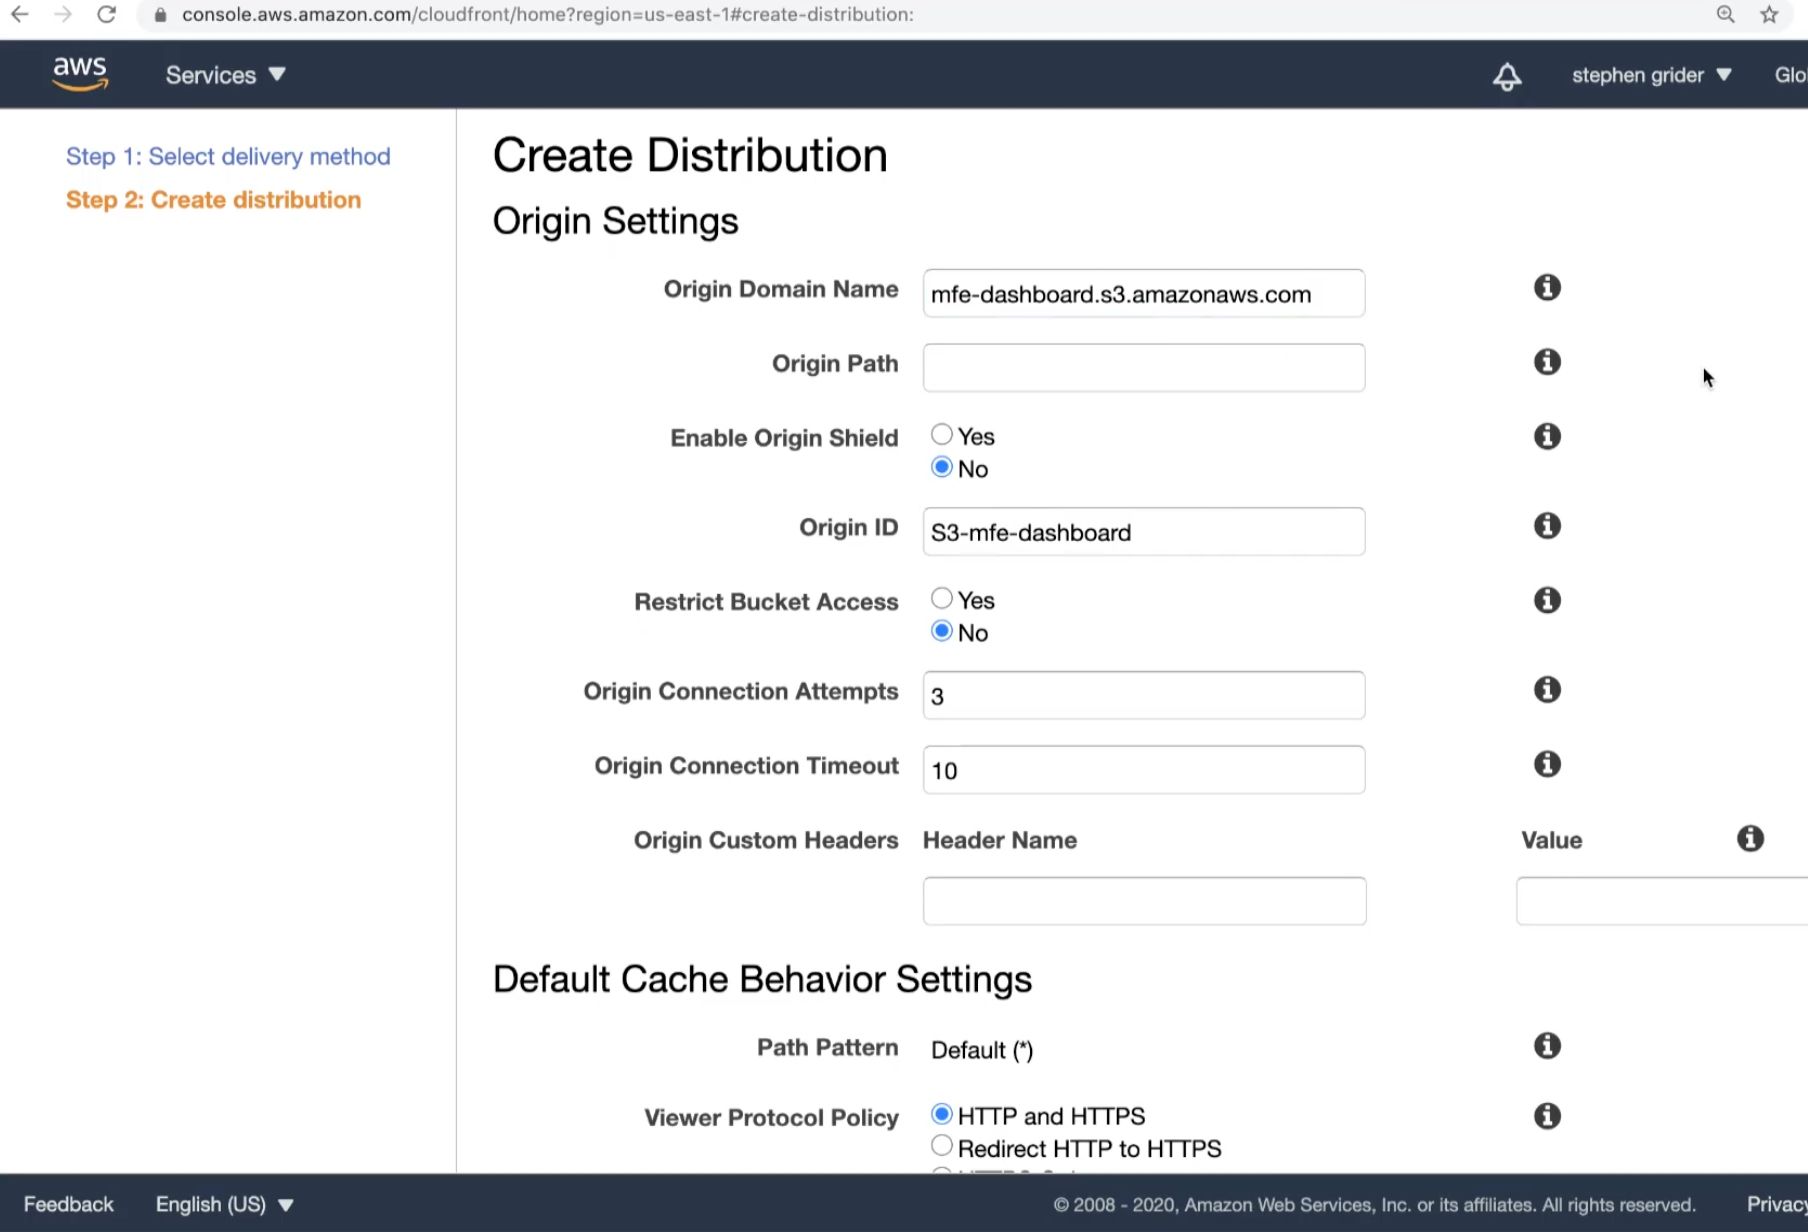 console.aws.amazon.com/cloudfront/home?region=us-east-1#create-distribution:
aws
Services
stephen grider
Step 1: Select delivery method
Step 2: Create distribution
Create Distribution
Origin Settings
Origin Domain Name mfe-dashboard.s3.amazonaws.com
Origin Path
Enable Origin Shield Yes
No
Origin ID S3-mfe-dashboard
Restrict Bucket Access Yes
No
Origin Connection Attempts 3
Origin Connection Timeout 10
Origin Custom Headers Header Name Value
Default Cache Behavior Settings
Path Pattern Default (*)
Viewer Protocol Policy HTTP and HTTPS
Redirect HTTP to HTTPS
Feedback English (US) © 2008 - 2020, Amazon Web Services, Inc. or its affiliates. All rights reserved. Privacy